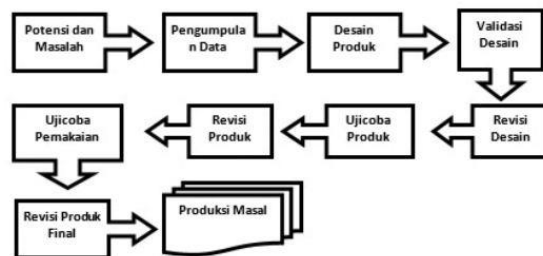 Potensi dan
Masalah
Pengumpula
n Data
Desain
Produk
Validasi
Desain
Revisi
Desain
Ujicoba
Produk
Revisi
Produk
Ujicoba
Pemakaian
Revisi Produk
Final
Produksi Masal